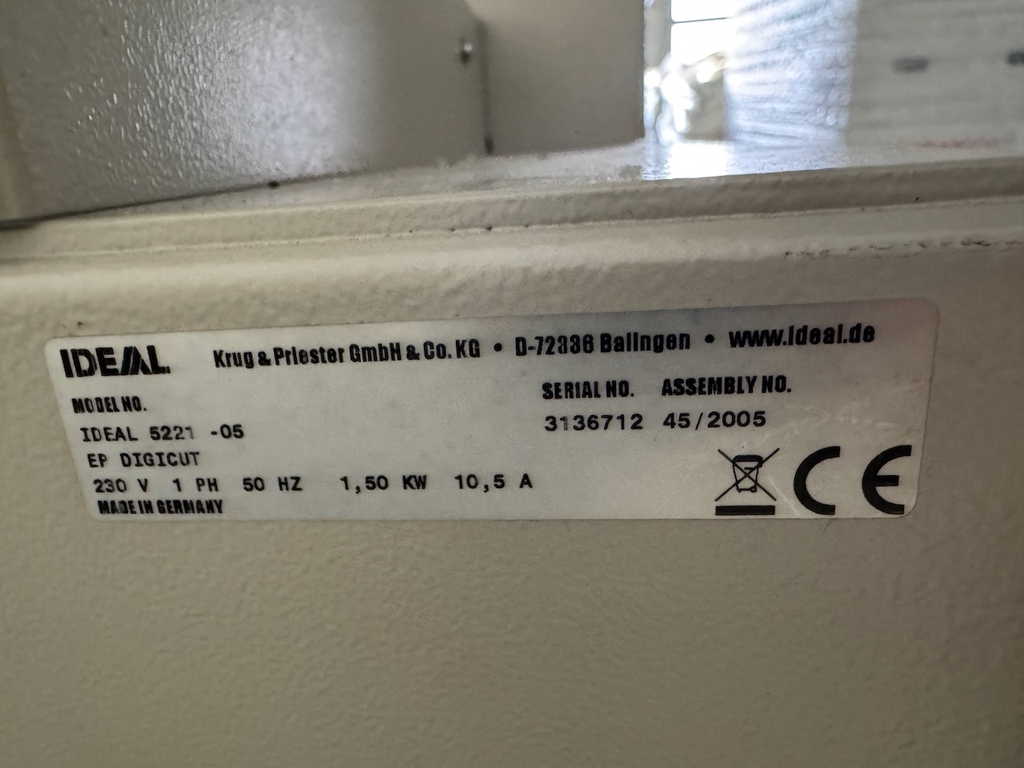 IDEAL Krug & Priester GmbH & Co. KG • D-72336 Balingen • www.ideal.de
MODEL NO.
SERIAL NO. ASSEMBLY NO.
IDEAL 5221 -05
3136712 45/2005
EP DIGICUT
230 V 1 PH 50 HZ 1,50 KW 10,5 A
MADE IN GERMANY
CE